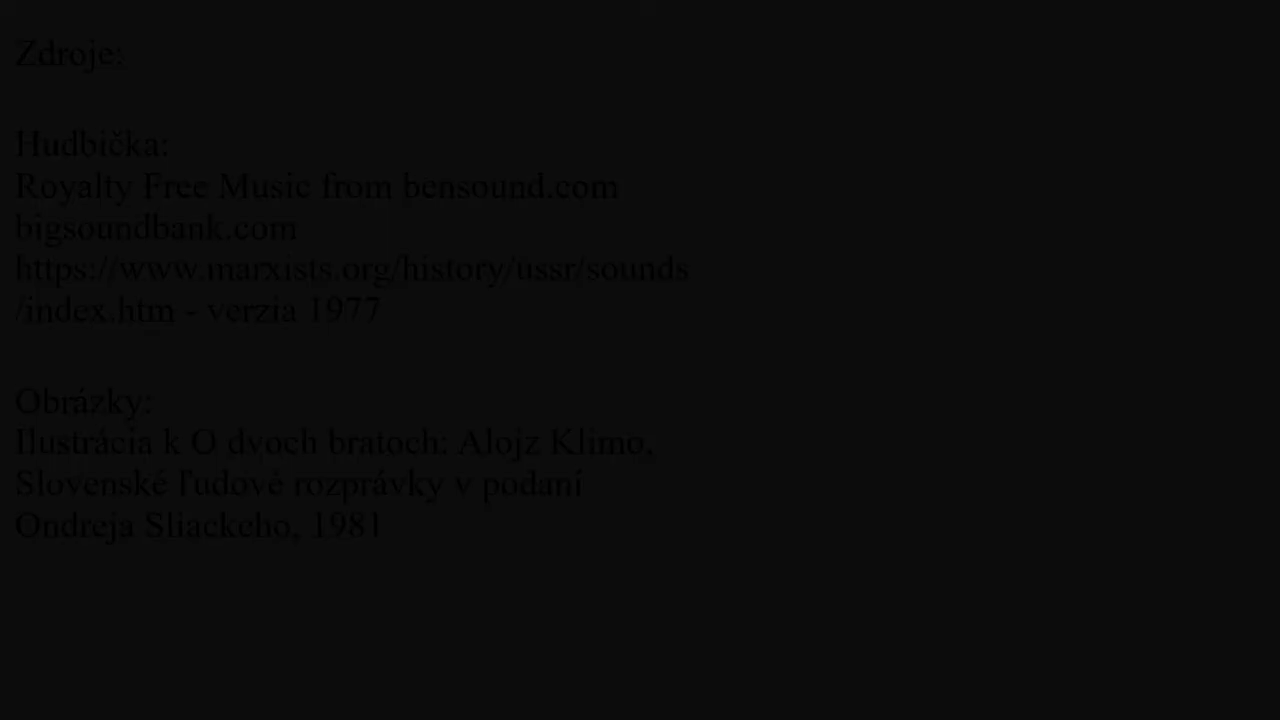 Zdroje:
Hudbička:
Royalty Free Music from bensound.com
bigsoundbank.com
https://www.marxists.org/history/ussr/sounds
/index.htm - verzia 1977
Obrázky:
Ilustrácia k O dvoch bratoch: Alojz Klimo,
Slovenské ľudové rozprávky v podaní
Ondreja Sliackeho, 1981